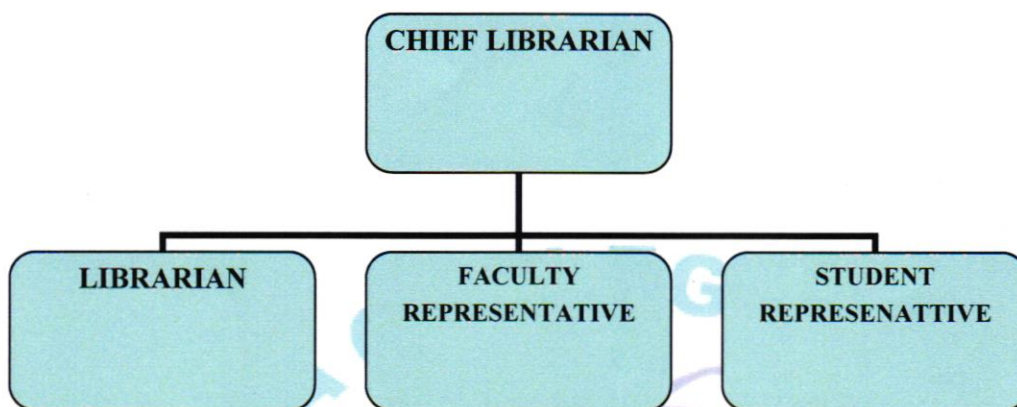 CHIEF LIBRARIAN
LIBRARIAN
FACULTY
REPRESENTATIVE
STUDENT
REPRESENATTIVE